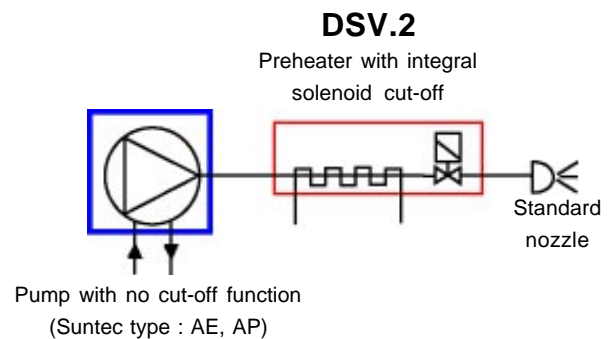 DSV.2
Preheater with integral
solenoid cut-off
Standard
nozzle
Pump with no cut-off function
(Suntec type : AE, AP)